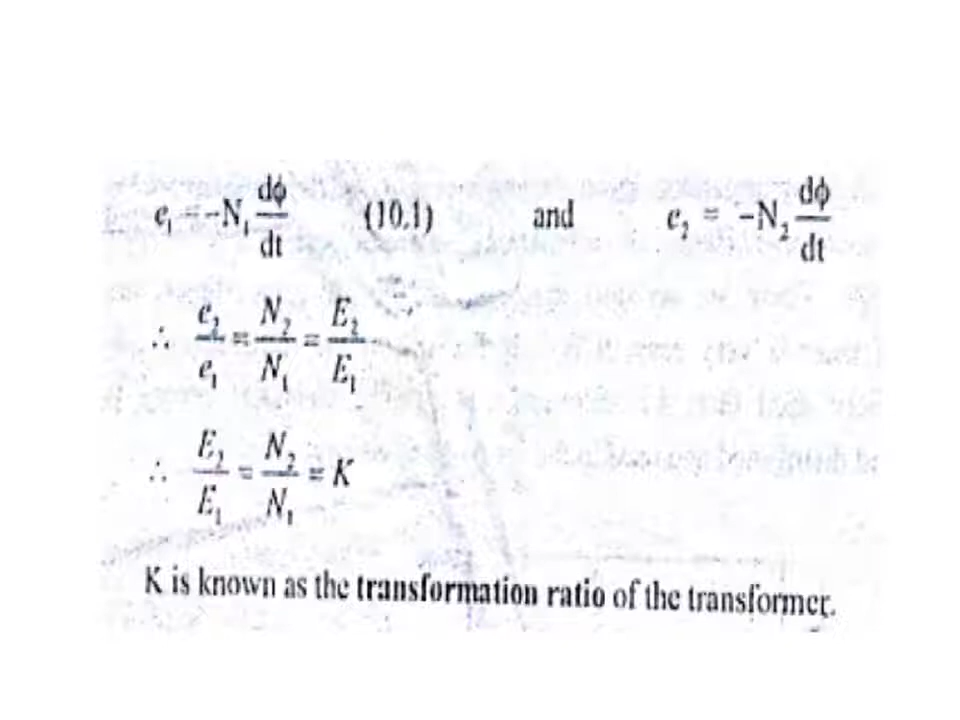 e₁ = -N₁ dϕ/dt (10.1) and e₂ = -N₂ dϕ/dt
∴ e₂/e₁ = N₂/N₁ = E₂/E₁
∴ E₂/E₁ = N₂/N₁ = K
K is known as the transformation ratio of the transformer.